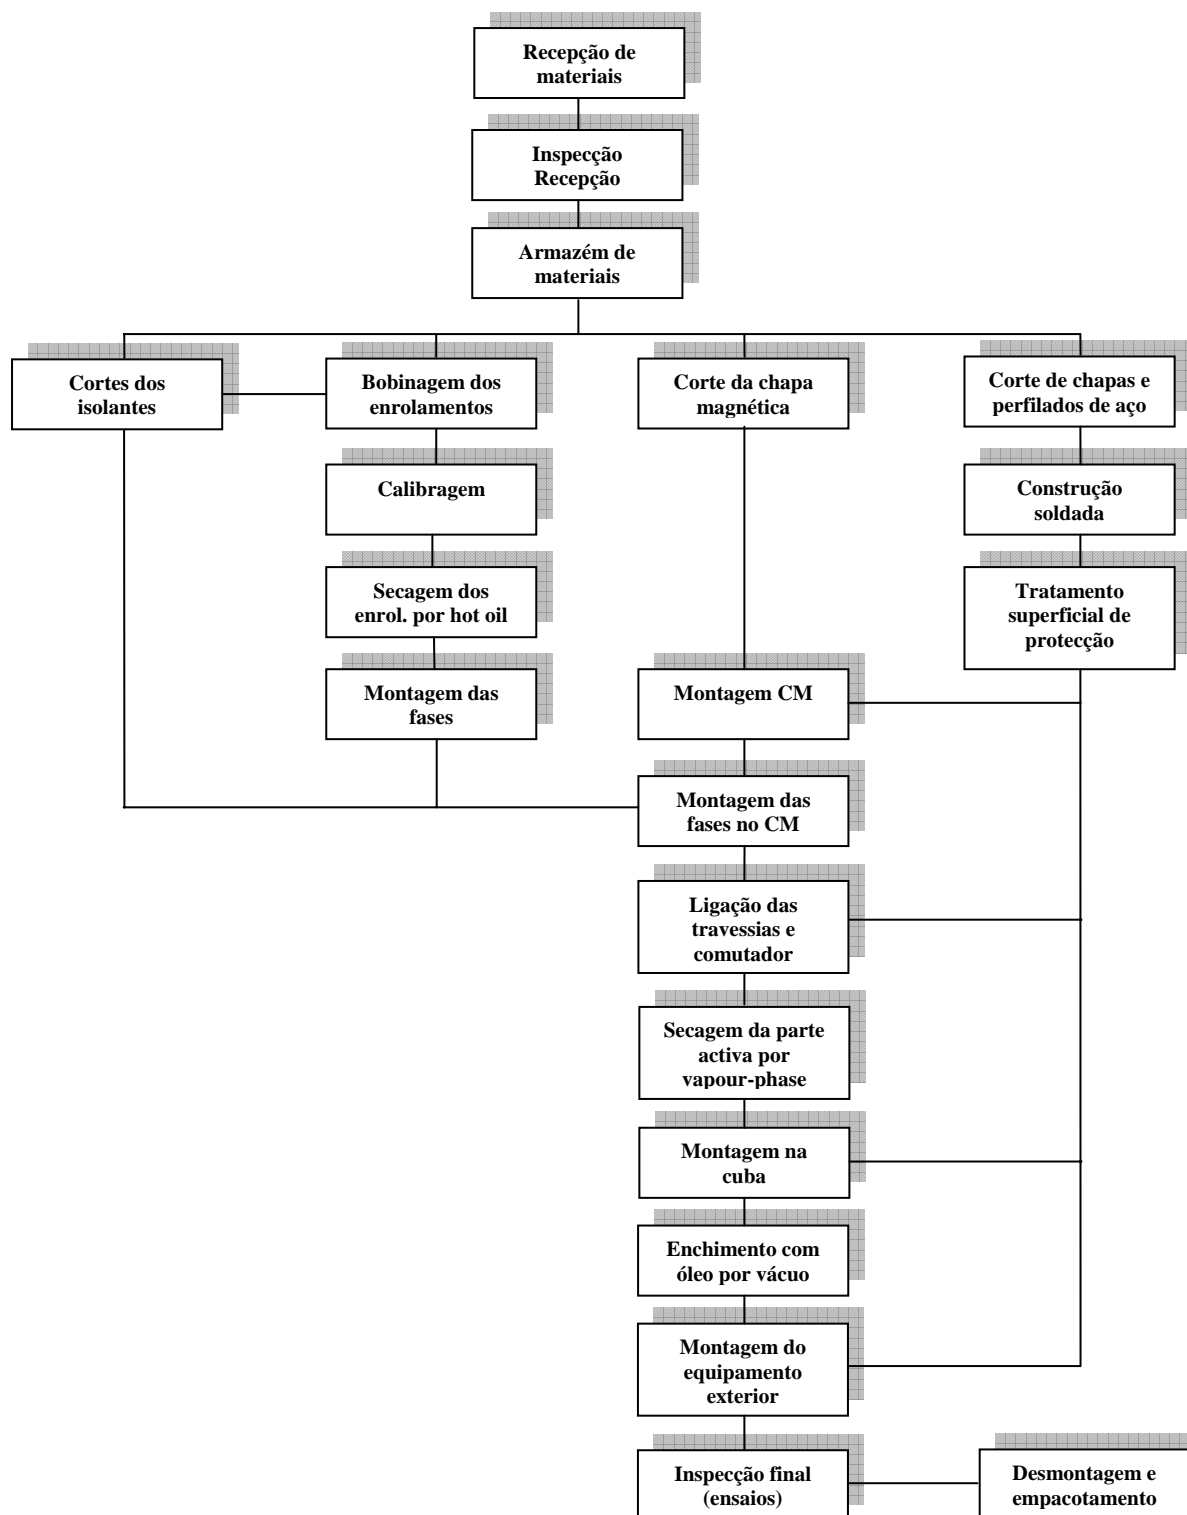 Recepção de
materiais
Inspecção
Recepção
Armazém de
materiais
Cortes dos
isolantes
Bobinagem dos
enrolamentos
Corte da chapa
magnética
Corte de chapas e
perfilados de aço
Calibragem
Construção
soldada
Secagem dos
enrol. por hot oil
Tratamento
superficial de
protecção
Montagem das
fases
Montagem CM
Montagem das
fases no CM
Ligação das
travessias e
comutador
Secagem da parte
activa por
vapour-phase
Montagem na
cuba
Enchimento com
óleo por vácuo
Montagem do
equipamento
exterior
Inspecção final
(ensaios)
Desmontagem e
empacotamento